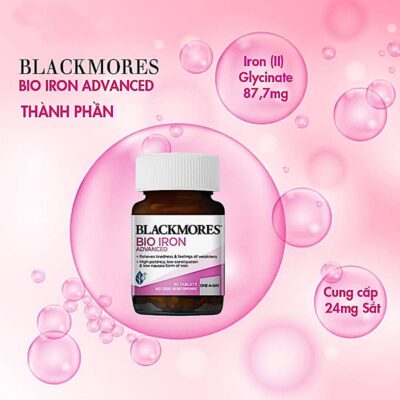 BLACKMORES
BIO IRON ADVANCED
THÀNH PHẦN
Iron (II)
Glycinate
87,7mg
BLACKMORES
BIO IRON
ADVANCED
• Relieves tiredness & feelings of weakness
• High potency, low constipation
& low nausea form of iron
30 TABLETS
ONE-A-DAY
Cung cấp
24mg Sắt